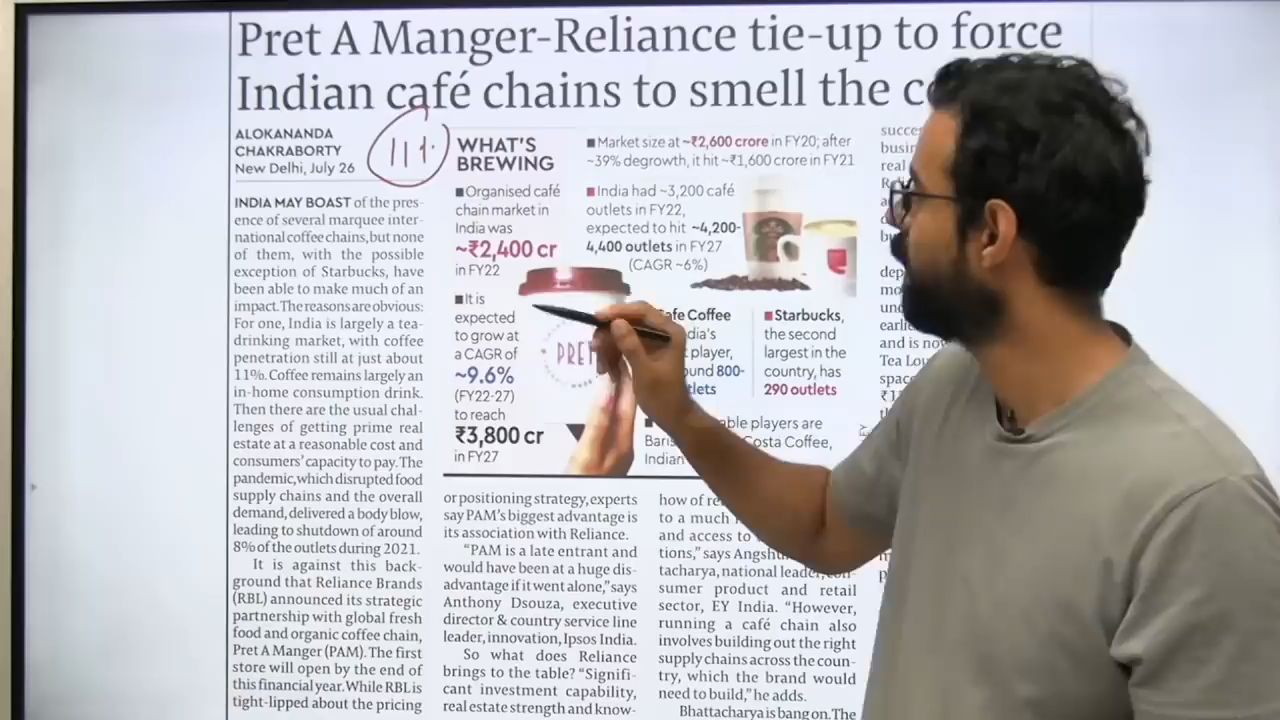 Pret A Manger-Reliance tie-up to force
Indian café chains to smell the
ALOKANANDA
CHAKRABORTY
New Delhi, July 26
11%
INDIA MAY BOAST of the pres-
ence of several marquee inter-
national coffee chains, but none
of them, with the possible
exception of Starbucks, have
been able to make much of an
impact. The reasons are obvious:
For one, India is largely a tea-
drinking market, with coffee
penetration still at just about
11%. Coffee remains largely an
in-home consumption drink.
Then there are the usual chal-
lenges of getting prime real
estate at a reasonable cost and
consumers' capacity to pay. The
pandemic, which disrupted food
supply chains and the overall
demand, delivered a body blow,
leading to shutdown of around
8% of the outlets during 2021.
It is against this back-
ground that Reliance Brands
(RBL) announced its strategic
partnership with global fresh
food and organic coffee chain,
Pret A Manger (PAM). The first
store will open by the end of
this financial year. While RBL is
tight-lipped about the pricing
WHAT'S
BREWING
■ Organised café
chain market in
India was
~₹2,400 cr
in FY22
■ It is
expected
to grow at
a CAGR of
~9.6%
(FY22-27)
to reach
₹3,800 cr
in FY27
■ Market size at ~₹2,600 crore in FY20; after
~39% degrowth, it hit ~₹1,600 crore in FY21
■ India had ~3,200 café
outlets in FY22,
expected to hit ~4,200-
4,400 outlets in FY27
(CAGR ~6%)
PRET
Coffee
player,
800-
■ Starbucks,
the second
largest in the
country, has
290 outlets
players are
Costa Coffee,
Indian
EY
or positioning strategy, experts
say PAM's biggest advantage is
its association with Reliance.
"PAM is a late entrant and
would have been at a huge dis-
advantage if it went alone," says
Anthony Dsouza, executive
director & country service line
leader, innovation, Ipsos India.
So what does Reliance
brings to the table? "Signifi-
cant investment capability,
real estate strength and know-
how of
to a much
and access to
tions," says
tacharya, national leader, con-
sumer product and retail
sector, EY India. "However,
running a café chain also
involves building out the right
supply chains across the coun-
try, which the brand would
need to build," he adds.
Bhattacharya is bang on. The
real
and is now